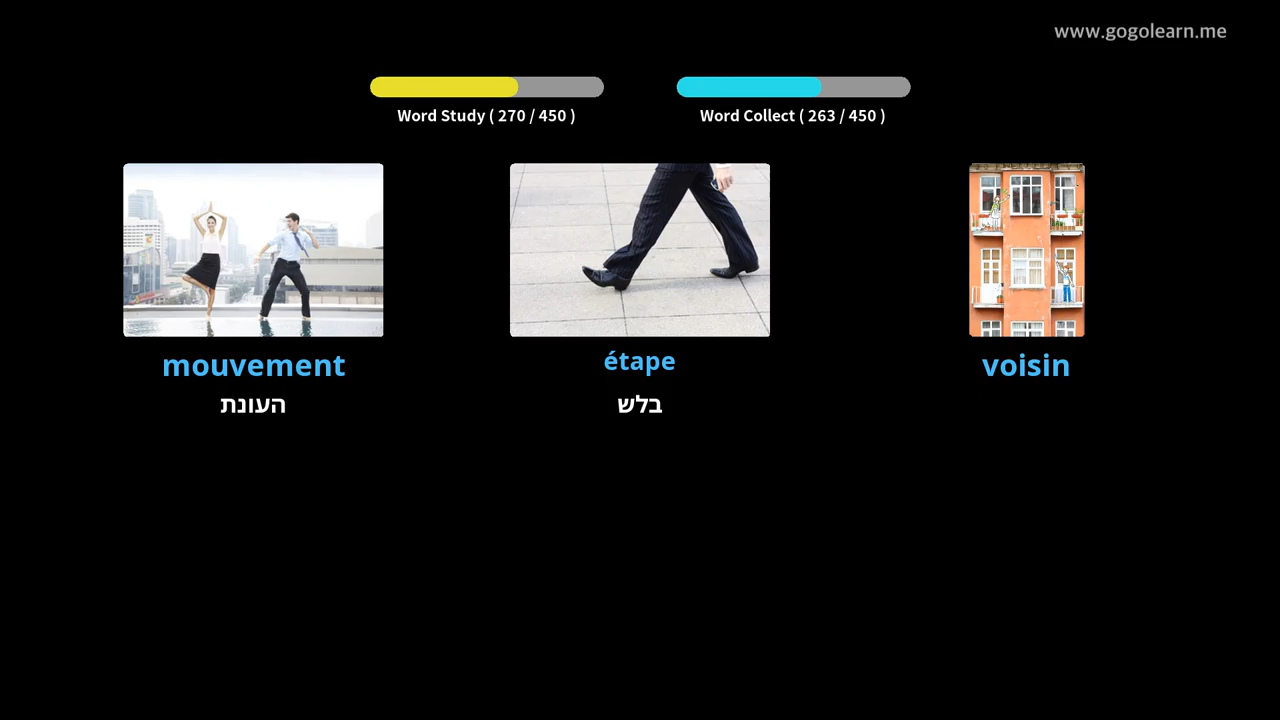 www.gogolearn.me
Word Study ( 270 / 450 )
Word Collect ( 263 / 450 )
mouvement
העונת
étape
בלש
voisin